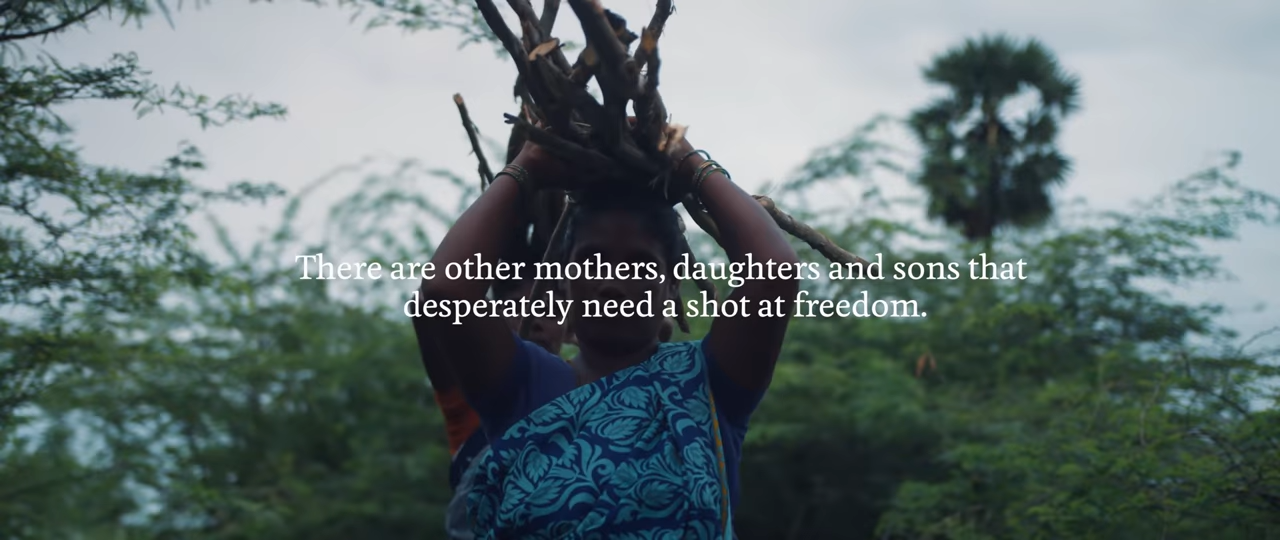 There are other mothers, daughters and sons that
desperately need a shot at freedom.